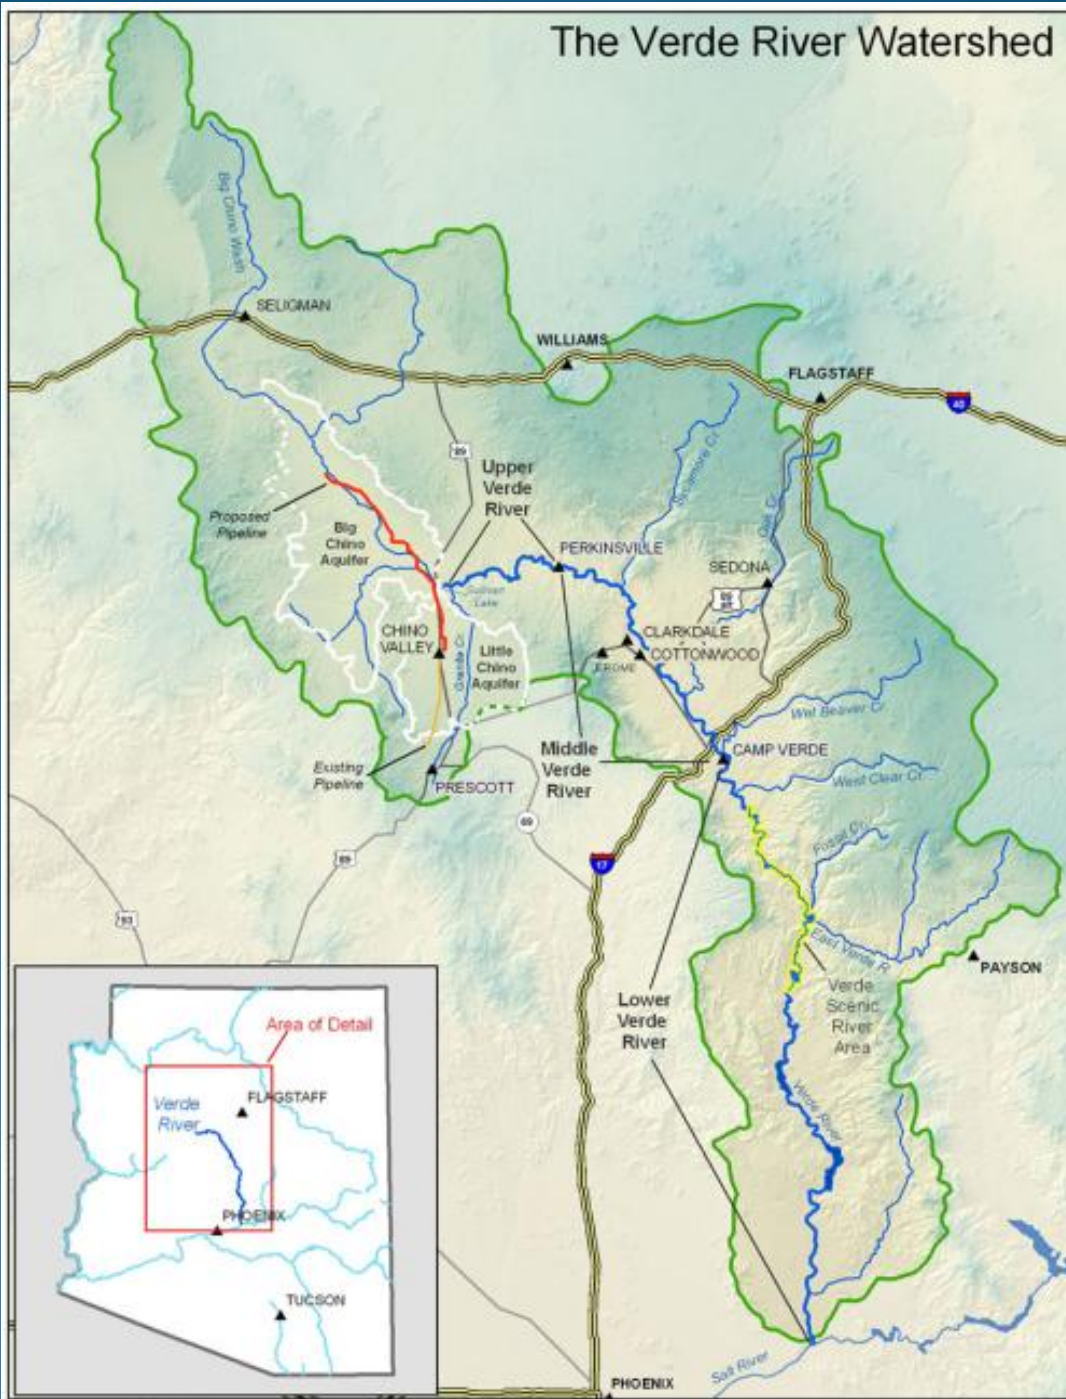 The Verde River Watershed
Big Chino Wash
SELIGMAN
WILLIAMS
FLAGSTAFF
40
89
Upper
Verde
River
Sycamore Cr
Oak Cr
Proposed
Pipeline
Big
Chino
Aquifer
PERKINSVILLE
SEDONA
Sullivan
Lake
CHINO
VALLEY
Granite Cr
Little
Chino
Aquifer
CLARKDALE
COTTONWOOD
JEROME
Wet Beaver Cr
Existing
Pipeline
Middle
Verde
River
CAMP VERDE
West Clear Cr
PRESCOTT
69
89
17
Fossil Cr
93
East Verde R
PAYSON
Lower
Verde
River
Verde
Scenic
River
Area
Verde River
Area of Detail
FLAGSTAFF
Verde
River
PHOENIX
TUCSON
Salt River
PHOENIX